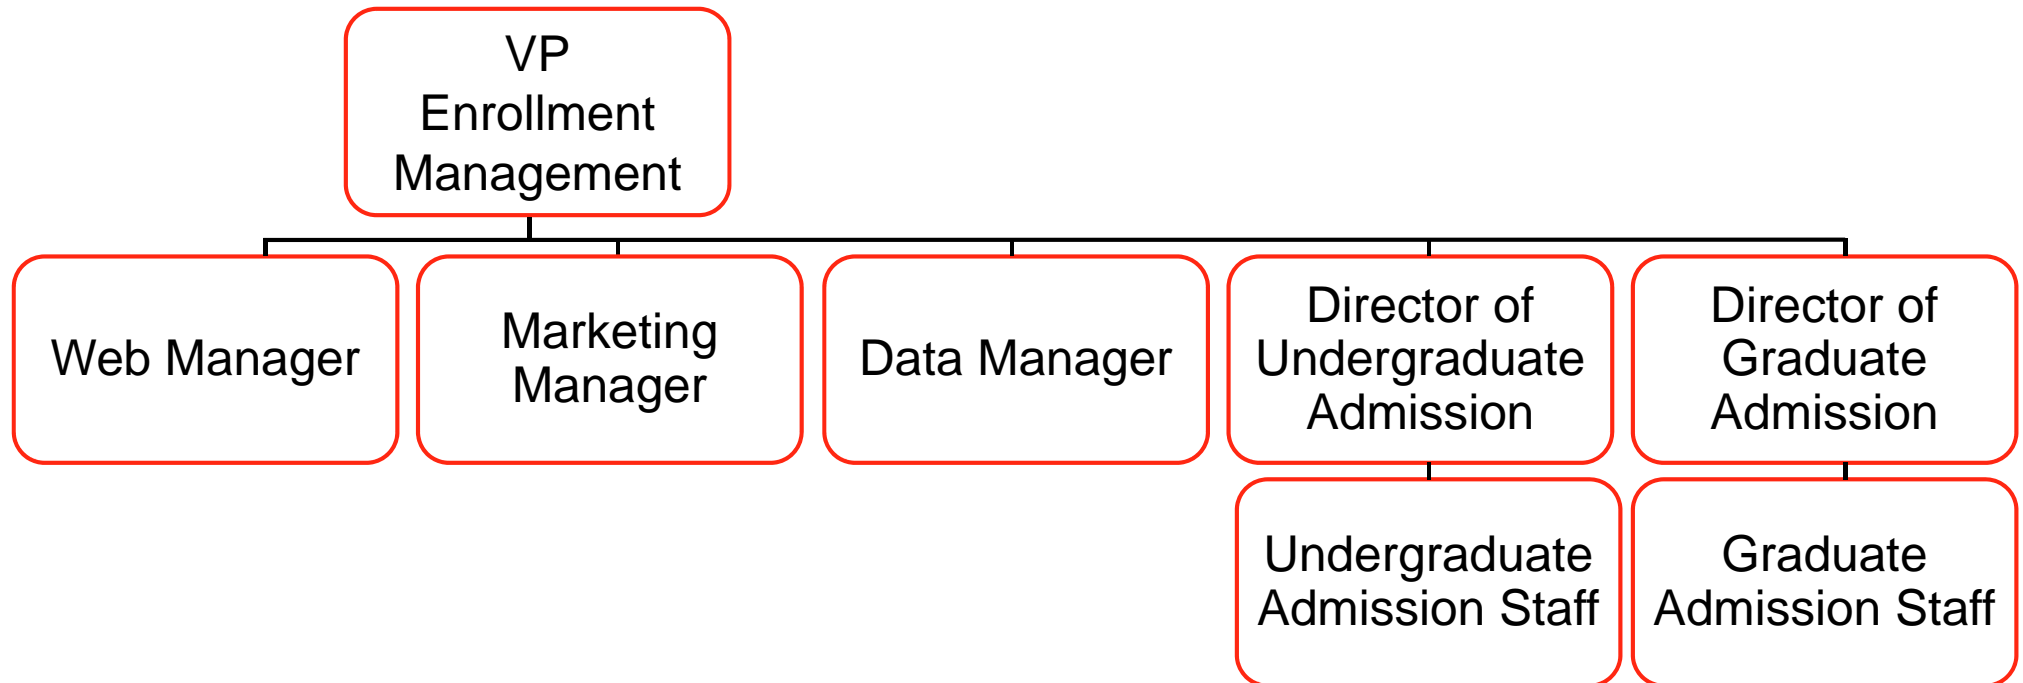 VP
Enrollment
Management
Web Manager
Marketing
Manager
Data Manager
Director of
Undergraduate
Admission
Director of
Graduate
Admission
Undergraduate
Admission Staff
Graduate
Admission Staff